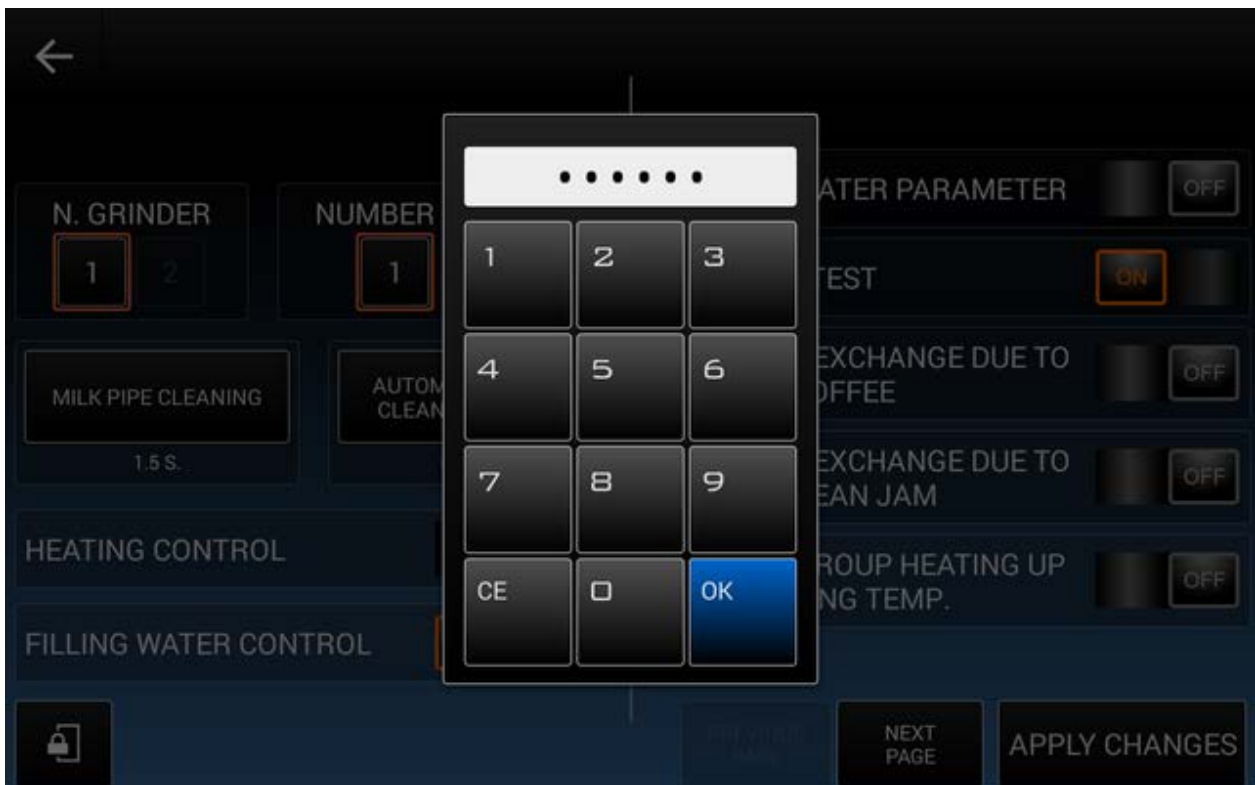 N. GRINDER
1 2
NUMBER
1
MILK PIPE CLEANING
1.5 S.
AUTOM
CLEAN
HEATING CONTROL
FILLING WATER CONTROL
••••••
1 2 3
4 5 6
7 8 9
CE 0 OK
ATER PARAMETER OFF
TEST ON
EXCHANGE DUE TO
OFFEE OFF
EXCHANGE DUE TO
EAN JAM OFF
ROUP HEATING UP
NG TEMP. OFF
NEXT
PAGE
APPLY CHANGES